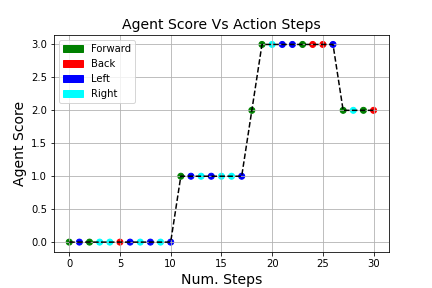 Agent Score Vs Action Steps
3.0
2.5
2.0
1.5
1.0
0.5
0.0
Agent Score
Forward
Back
Left
Right
0 5 10 15 20 25 30
Num. Steps